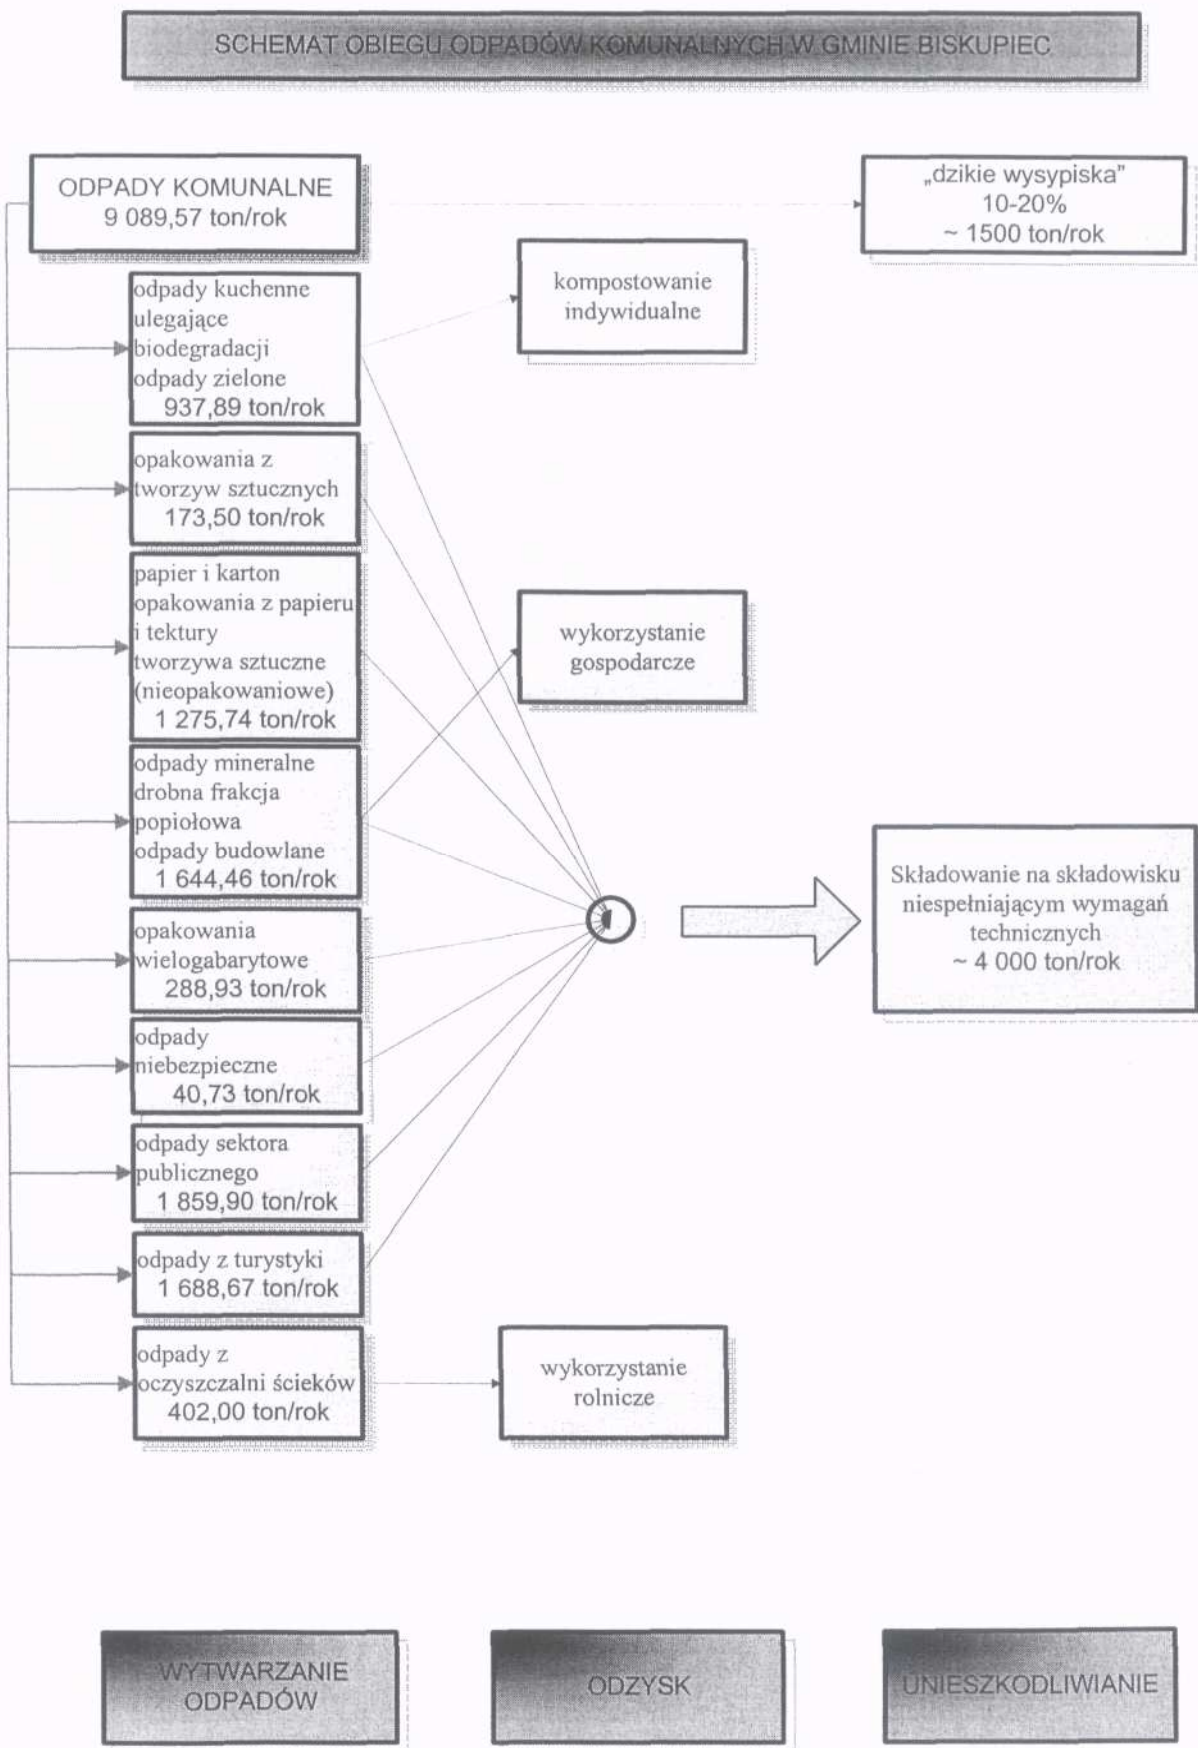 SCHEMAT OBIEGU ODPADÓW KOMUNALNYCH W GMINIE BISKUPIEC
ODPADY KOMUNALNE
9 089,57 ton/rok
„dzikie wysypiska”
10-20%
~ 1500 ton/rok
kompostowanie
indywidualne
odpady kuchenne
ulegające
biodegradacji
odpady zielone
937,89 ton/rok
opakowania z
tworzyw sztucznych
173,50 ton/rok
papier i karton
opakowania z papieru
i tektury
tworzywa sztuczne
(nieopakowaniowe)
1 275,74 ton/rok
wykorzystanie
gospodarcze
odpady mineralne
drobna frakcja
popiołowa
odpady budowlane
1 644,46 ton/rok
Składowanie na składowisku
niespełniającym wymagań
technicznych
~ 4 000 ton/rok
opakowania
wielogabarytowe
288,93 ton/rok
odpady
niebezpieczne
40,73 ton/rok
odpady sektora
publicznego
1 859,90 ton/rok
odpady z turystyki
1 688,67 ton/rok
odpady z
oczyszczalni ścieków
402,00 ton/rok
wykorzystanie
rolnicze
WYTWARZANIE
ODPADÓW
ODZYSK
UNIESZKODLIWIANIE